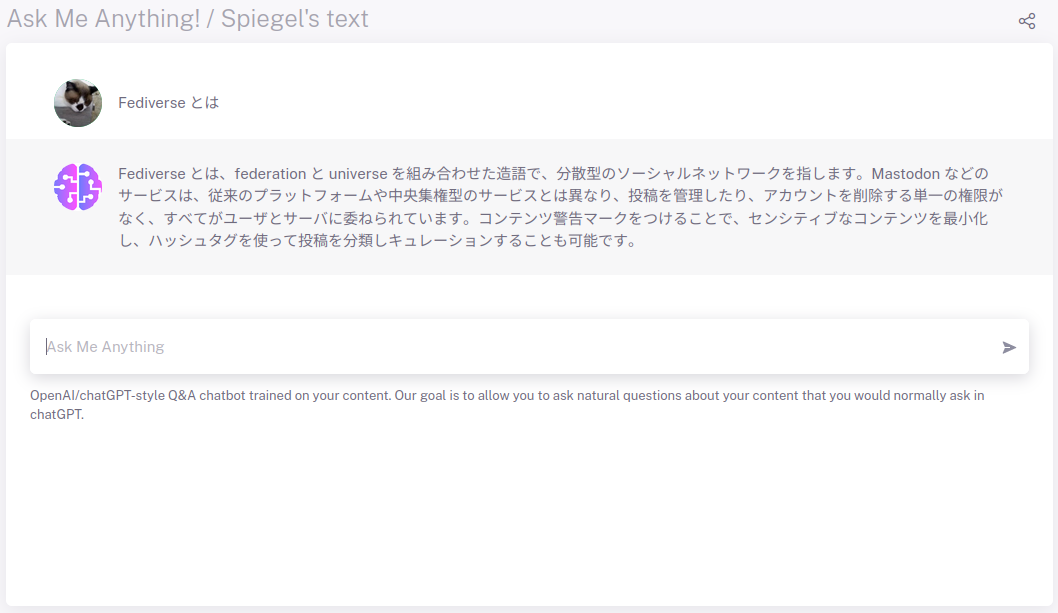 Ask Me Anything! / Spiegel's text
Fediverse とは
Fediverse とは、federation と universe を組み合わせた造語で、分散型のソーシャルネットワークを指します。Mastodon などの
サービスは、従来のプラットフォームや中央集権型のサービスとは異なり、投稿を管理したり、アカウントを削除する単一の権限が
なく、すべてがユーザとサーバに委ねられています。コンテンツ警告マークをつけることで、センシティブなコンテンツを最小化
し、ハッシュタグを使って投稿を分類しキュレーションすることも可能です。
Ask Me Anything
OpenAI/chatGPT-style Q&A chatbot trained on your content. Our goal is to allow you to ask natural questions about your content that you would normally ask in
chatGPT.